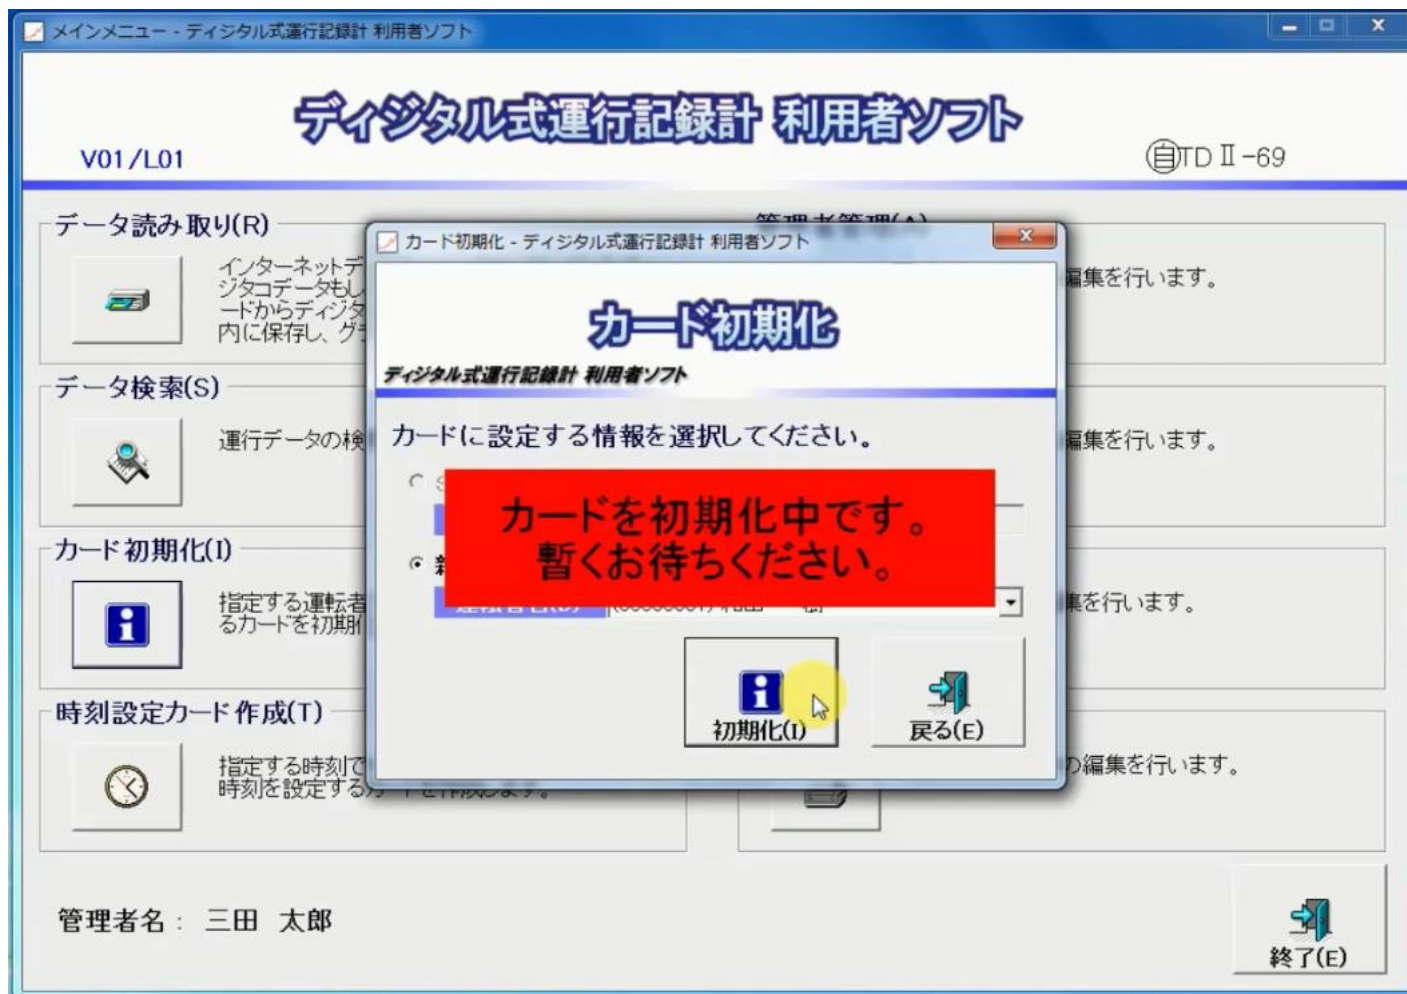 メインメニュー - ディジタル式運行記録計 利用者ソフト
ディジタル式運行記録計 利用者ソフト
V01/L01
自TDⅡ-69
データ読み取り(R)
インターネットデ
ジタコデータもし
ードからディジタ
内に保存し、グ
データ検索(S)
運行データの検
カード初期化(I)
指定する運転者
るカードを初期
時刻設定カード作成(T)
指定する時刻で
時刻を設定する
管理者管理(A)
編集を行います。
編集を行います。
集を行います。
の編集を行います。
カード初期化 - ディジタル式運行記録計 利用者ソフト
カード初期化
ディジタル式運行記録計 利用者ソフト
カードに設定する情報を選択してください。
カードを初期化中です。
暫くお待ちください。
初期化(I)
戻る(E)
管理者名： 三田 太郎
終了(E)